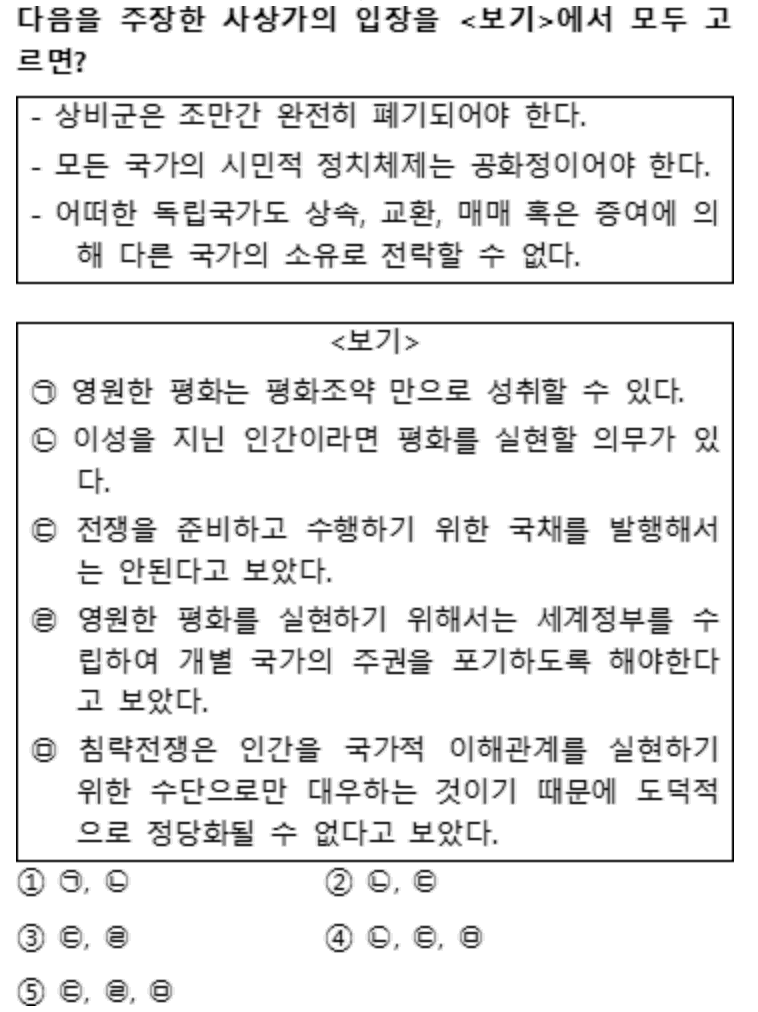 다음을 주장한 사상가의 입장을 <보기>에서 모두 고
르면?
- 상비군은 조만간 완전히 폐기되어야 한다.
- 모든 국가의 시민적 정치체제는 공화정이어야 한다.
- 어떠한 독립국가도 상속, 교환, 매매 혹은 증여에 의
해 다른 국가의 소유로 전락할 수 없다.
<보기>
㉠ 영원한 평화는 평화조약 만으로 성취할 수 있다.
㉡ 이성을 지닌 인간이라면 평화를 실현할 의무가 있
다.
㉢ 전쟁을 준비하고 수행하기 위한 국채를 발행해서
는 안된다고 보았다.
㉣ 영원한 평화를 실현하기 위해서는 세계정부를 수
립하여 개별 국가의 주권을 포기하도록 해야한다
고 보았다.
㉤ 침략전쟁은 인간을 국가적 이해관계를 실현하기
위한 수단으로만 대우하는 것이기 때문에 도덕적
으로 정당화될 수 없다고 보았다.
① ㉠, ㉡ ② ㉡, ㉢
③ ㉢, ㉣ ④ ㉡, ㉢, ㉤
⑤ ㉢, ㉣, ㉤